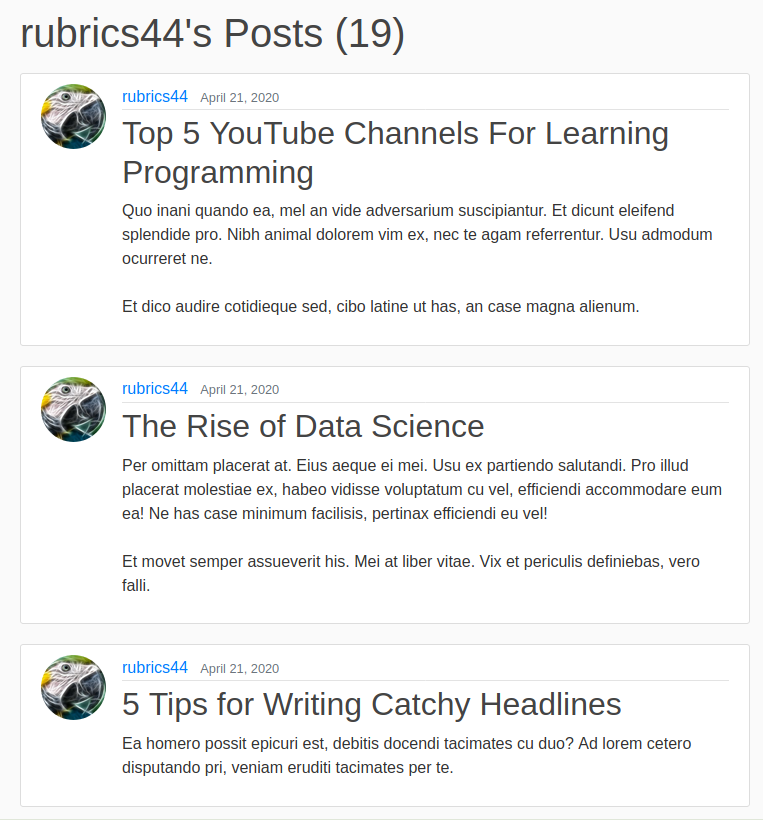 rubrics44's Posts (19)
rubrics44 April 21, 2020
Top 5 YouTube Channels For Learning
Programming
Quo inani quando ea, mel an vide adversarium suscipiantur. Et dicunt eleifend
splendide pro. Nibh animal dolorem vim ex, nec te agam referrentur. Usu admodum
ocurreret ne.
Et dico audire cotidieque sed, cibo latine ut has, an case magna alienum.
rubrics44 April 21, 2020
The Rise of Data Science
Per omittam placerat at. Eius aeque ei mei. Usu ex partiendo salutandi. Pro illud
placerat molestiae ex, habeo vidisse voluptatum cu vel, efficiendi accommodare eum
ea! Ne has case minimum facilisis, pertinax efficiendi eu vel!
Et movet semper assueverit his. Mei at liber vitae. Vix et periculis definiebas, vero
falli.
rubrics44 April 21, 2020
5 Tips for Writing Catchy Headlines
Ea homero possit epicuri est, debitis docendi tacimates cu duo? Ad lorem cetero
disputando pri, veniam eruditi tacimates per te.